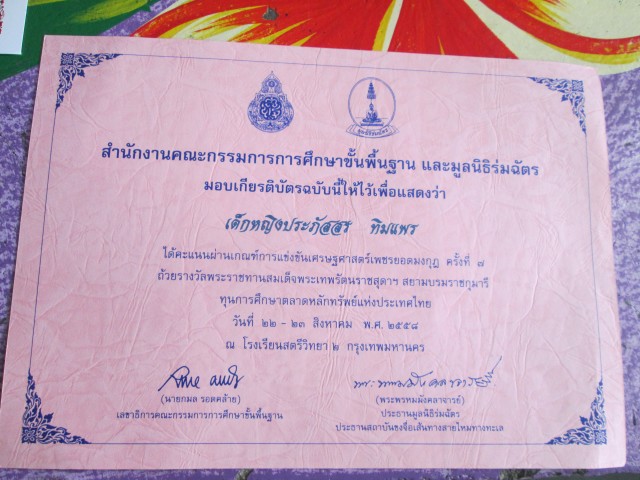 สำนักงานคณะกรรมการการศึกษาขั้นพื้นฐาน และมูลนิธิร่มฉัตร
มอบเกียรติบัตรฉบับนี้ให้ไว้เพื่อแสดงว่า
เด็กหญิงประภัสสร ทิมแพร
ได้คะแนนผ่านเกณฑ์การแข่งขันเศรษฐศาสตร์เพชรยอดมงกุฎ ครั้งที่ ๗
ถ้วยรางวัลพระราชทานสมเด็จพระเทพรัตนราชสุดาฯ สยามบรมราชกุมารี
ทุนการศึกษาตลาดหลักทรัพย์แห่งประเทศไทย
วันที่ ๒๒ - ๒๓ สิงหาคม พ.ศ. ๒๕๕๘
ณ โรงเรียนสตรีวิทยา ๒ กรุงเทพมหานคร
(นายกมล รอดคล้าย)
เลขาธิการคณะกรรมการการศึกษาขั้นพื้นฐาน
(พระพรหมมังคลาจารย์)
ประธานมูลนิธิร่มฉัตร
ประธานสถาบันชงจื่อเส้นทางสายไหมทางทะเล